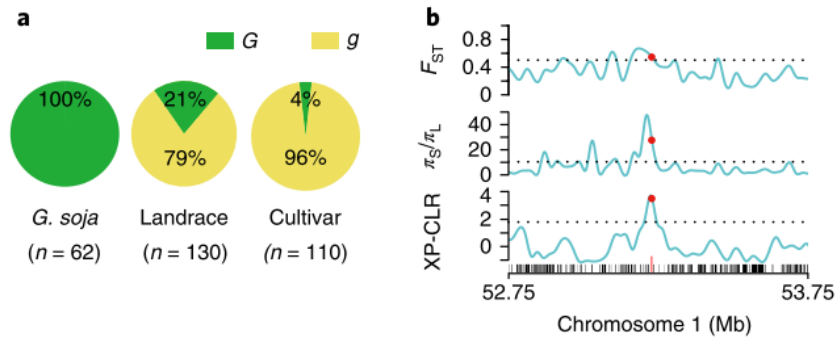 a
G g
100% 21% 4%
79% 96%
G. soja Landrace Cultivar
(n = 62) (n = 130) (n = 110)
b
0.8
0.4
0
FST
40
20
0
πS/πL
4
2
0
XP-CLR
52.75 53.75
Chromosome 1 (Mb)